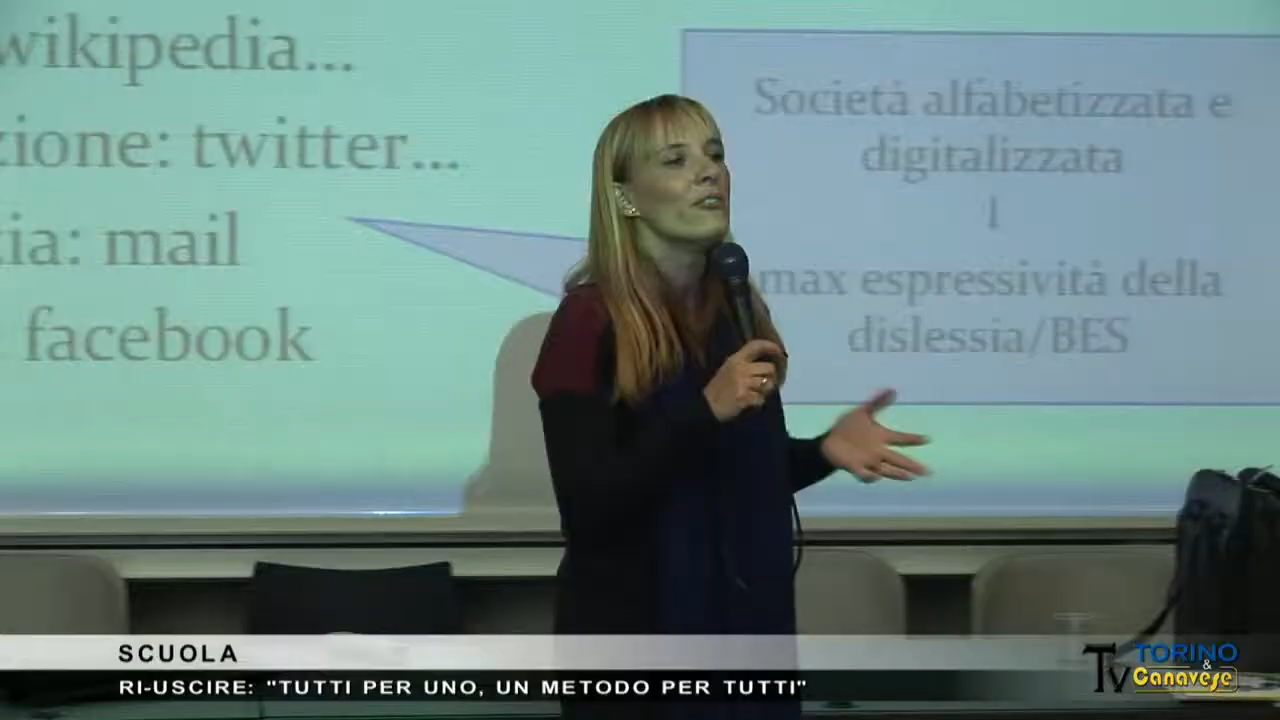 wikipedia...
zione: twitter...
zia: mail
facebook
Società alfabetizzata e
digitalizzata
max espressività della
dislessia/BES
SCUOLA
RI-USCIRE: "TUTTI PER UNO, UN METODO PER TUTTI"
Tv TORINO
&
Canavese